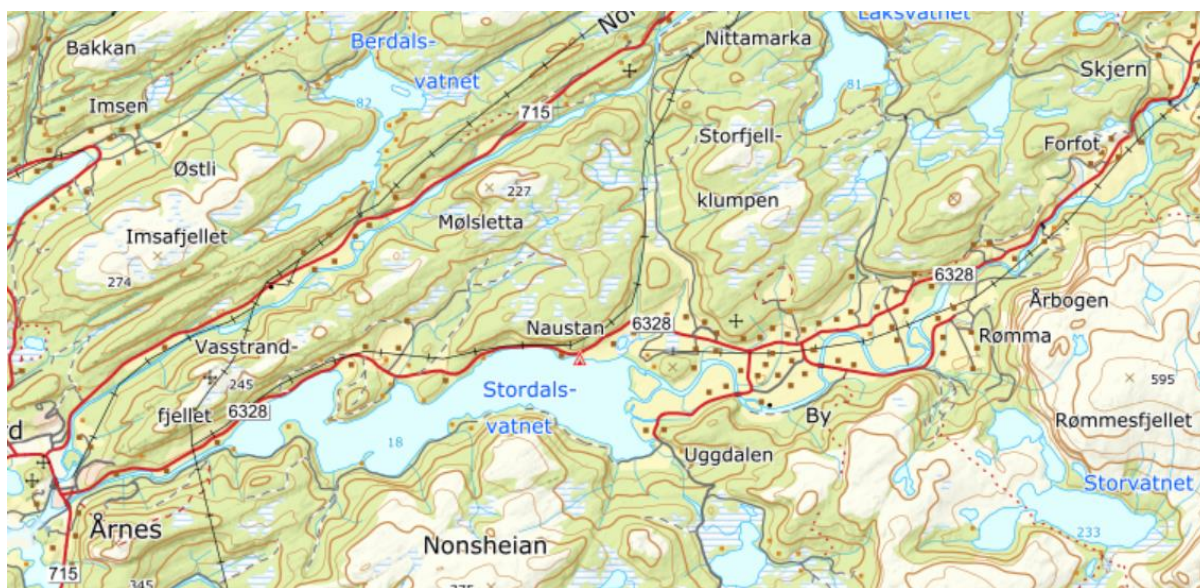 Laksvatnet
Nittamarka
Bakkan
Berdals-
vatnet
Skjern
81
82
Imsen
715
Storfjell-
klumpen
Forfot
Østli
227
Mølsletta
Imsafjellet
274
6328
Årbogen
Naustan
6328
Rømma
Vasstrand-
fjellet
245
6328
Stordals-
vatnet
595
By
Rømmesfjellet
18
Uggdalen
Storvatnet
Årnes
233
Nonsheian
715
345